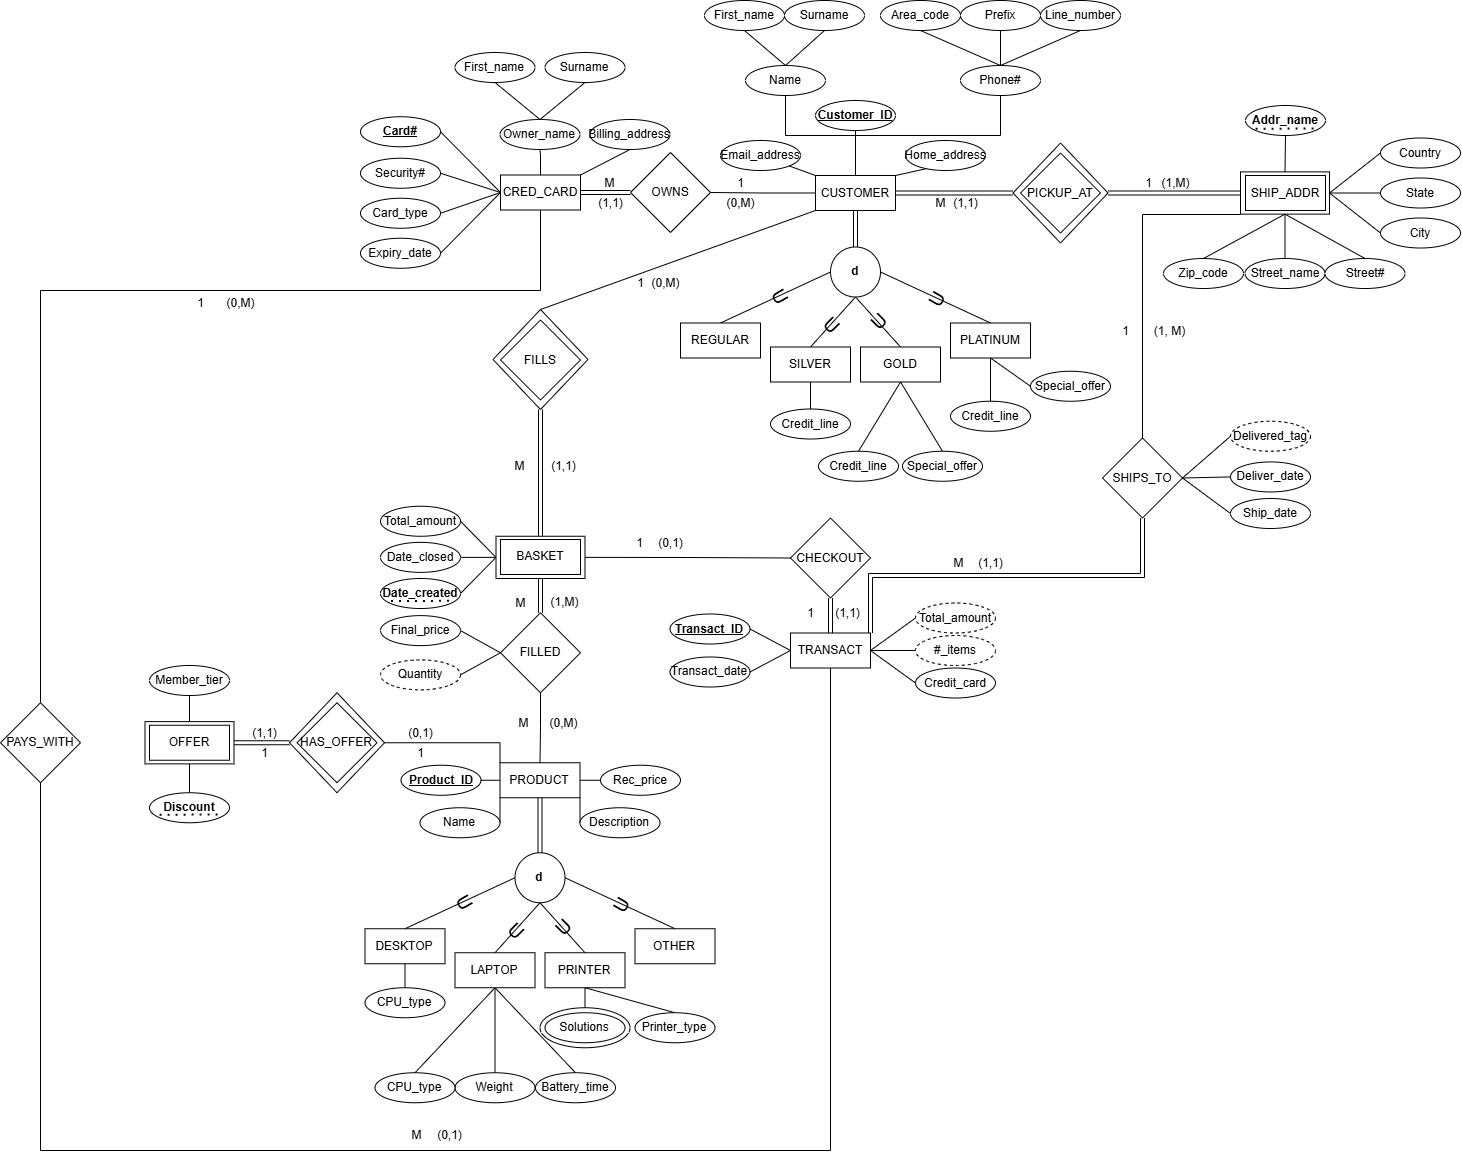 First_name
Surname
Area_code
Prefix
Line_number
First_name
Surname
Name
Phone#
Customer_ID
Addr_name
Card#
Owner_name
Billing_address
Email_address
Home_address
Country
Security#
CRED_CARD
M
(1,1)
OWNS
1
(0,M)
CUSTOMER
M (1,1)
PICKUP_AT
1 (1,M)
SHIP_ADDR
State
Card_type
City
Expiry_date
Zip_code
Street_name
Street#
d
1 (0,M)
1 (0,M)
1 (1, M)
REGULAR
SILVER
GOLD
PLATINUM
FILLS
Special_offer
Credit_line
Credit_line
Credit_line
Special_offer
Delivered_tag
M (1,1)
SHIPS_TO
Deliver_date
Ship_date
Total_amount
Date_closed
Date_created
BASKET
1 (0,1)
CHECKOUT
M (1,1)
M (1,M)
1 (1,1)
Final_price
Quantity
FILLED
Transact_ID
Transact_date
TRANSACT
Total_amount
#_items
Credit_card
Member_tier
M (0,M)
PAYS_WITH
OFFER
(1,1)
1
HAS_OFFER
(0,1)
1
Product_ID
PRODUCT
Rec_price
Discount
Name
Description
d
DESKTOP
LAPTOP
PRINTER
OTHER
CPU_type
Solutions
Printer_type
CPU_type
Weight
Battery_time
M (0,1)